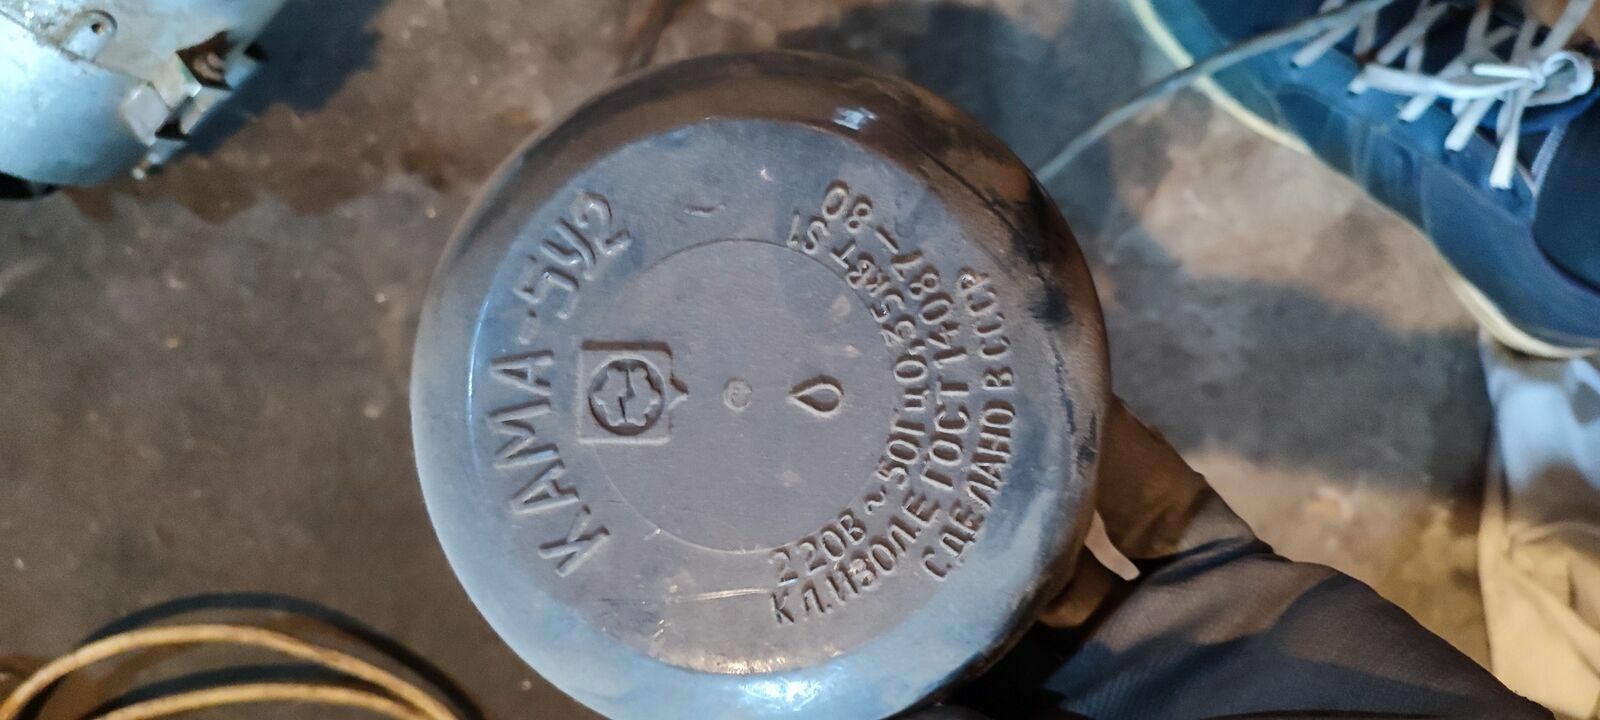 КАМА-5У2
220В ~ 50Гц 0,35кВт S1
КЛ.ИЗОЛ.Е ГОСТ 14087-80
СДЕЛАНО В СССР